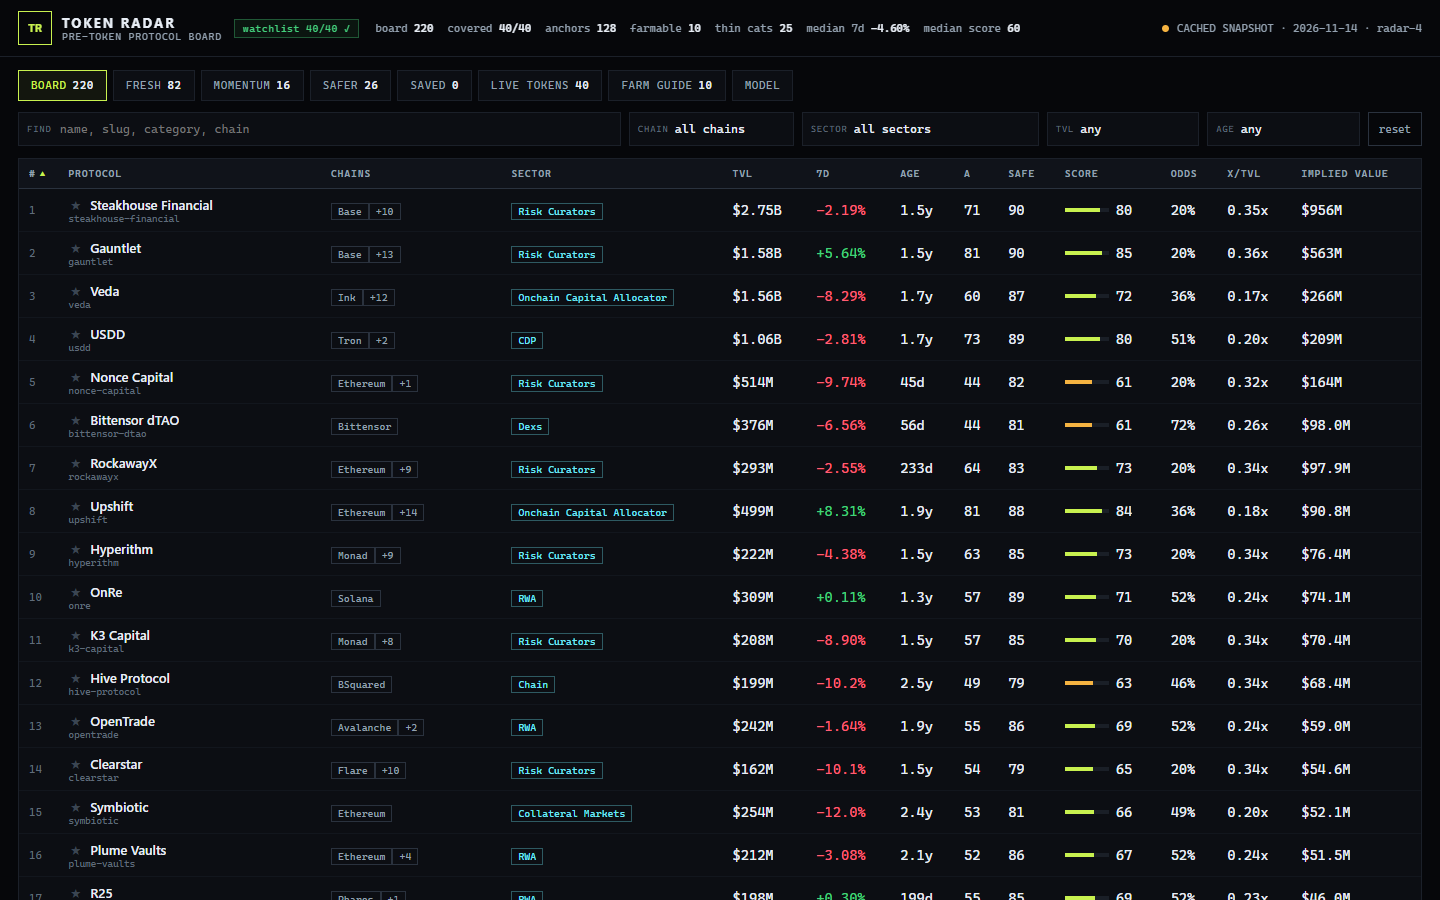 TR TOKEN RADAR PRE-TOKEN PROTOCOL BOARD watchlist 40/40 ✓ board 220 covered 40/40 anchors 128 farmable 10 thin cats 25 median 7d −4.60% median score 60 CACHED SNAPSHOT · 2026-11-14 · radar-4
BOARD 220 FRESH 82 MOMENTUM 16 SAFER 26 SAVED 0 LIVE TOKENS 40 FARM GUIDE 10 MODEL
FIND name, slug, category, chain CHAIN all chains SECTOR all sectors TVL any AGE any reset
# ▲ PROTOCOL CHAINS SECTOR TVL 7D AGE A SAFE SCORE ODDS X/TVL IMPLIED VALUE
1 ★ Steakhouse Financial Base +10 Risk Curators $2.75B −2.19% 1.5y 71 90 80 20% 0.35x $956M
steakhouse-financial
2 ★ Gauntlet Base +13 Risk Curators $1.58B +5.64% 1.5y 81 90 85 20% 0.36x $563M
gauntlet
3 ★ Veda Ink +12 Onchain Capital Allocator $1.56B −8.29% 1.7y 60 87 72 36% 0.17x $266M
veda
4 ★ USDD Tron +2 CDP $1.06B −2.81% 1.7y 73 89 80 51% 0.20x $209M
usdd
5 ★ Nonce Capital Ethereum +1 Risk Curators $514M −9.74% 45d 44 82 61 20% 0.32x $164M
nonce-capital
6 ★ Bittensor dTAO Bittensor Dexs $376M −6.56% 56d 44 81 61 72% 0.26x $98.0M
bittensor-dtao
7 ★ RockawayX Ethereum +9 Risk Curators $293M −2.55% 233d 64 83 73 20% 0.34x $97.9M
rockawayx
8 ★ Upshift Ethereum +14 Onchain Capital Allocator $499M +8.31% 1.9y 81 88 84 36% 0.18x $90.8M
upshift
9 ★ Hyperithm Monad +9 Risk Curators $222M −4.38% 1.5y 63 85 73 20% 0.34x $76.4M
hyperithm
10 ★ OnRe Solana RWA $309M +0.11% 1.3y 57 89 71 52% 0.24x $74.1M
onre
11 ★ K3 Capital Monad +8 Risk Curators $208M −8.90% 1.5y 57 85 70 20% 0.34x $70.4M
k3-capital
12 ★ Hive Protocol BSquared Chain $199M −10.2% 2.5y 49 79 63 46% 0.34x $68.4M
hive-protocol
13 ★ OpenTrade Avalanche +2 RWA $242M −1.64% 1.9y 55 86 69 52% 0.24x $59.0M
opentrade
14 ★ Clearstar Flare +10 Risk Curators $162M −10.1% 1.5y 54 79 65 20% 0.34x $54.6M
clearstar
15 ★ Symbiotic Ethereum Collateral Markets $254M −12.0% 2.4y 53 81 66 49% 0.20x $52.1M
symbiotic
16 ★ Plume Vaults Ethereum +4 RWA $212M −3.08% 2.1y 52 86 67 52% 0.24x $51.5M
plume-vaults
17 ★ R25 Pharos +1 RWA $198M +0.30% 199d 55 85 69 52% 0.23x $46.0M